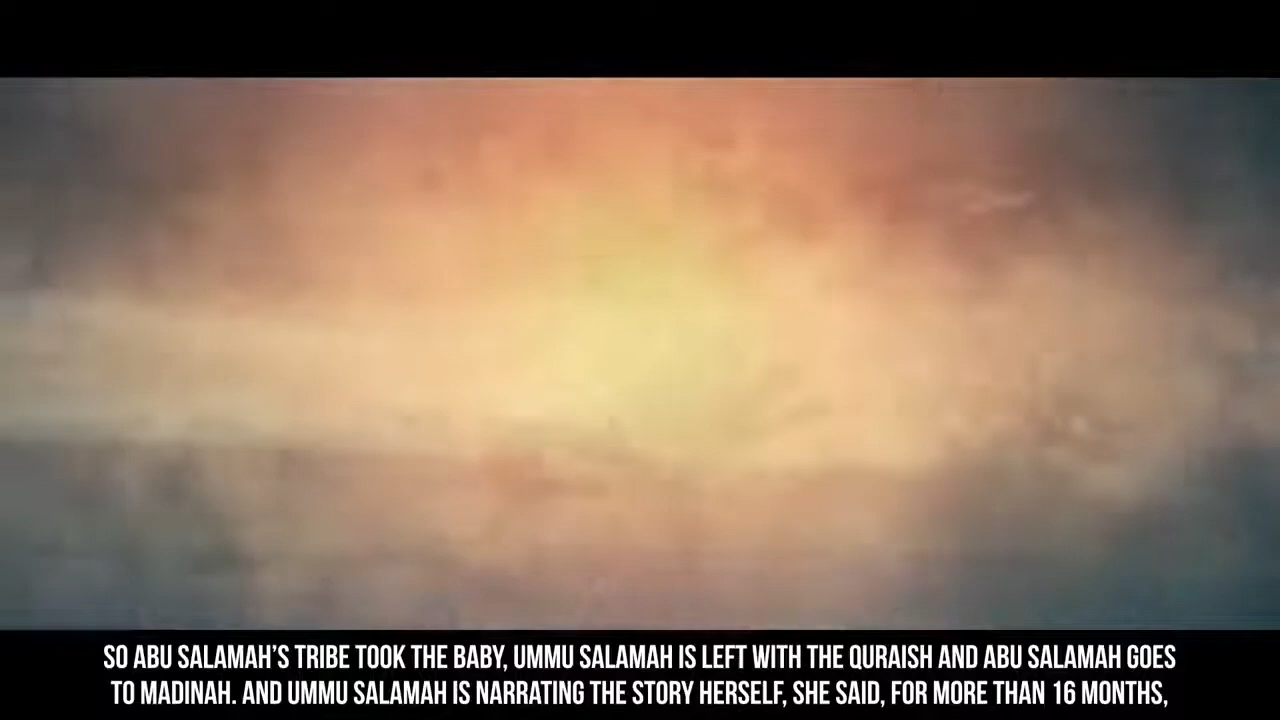 SO ABU SALAMAH’S TRIBE TOOK THE BABY, UMMU SALAMAH IS LEFT WITH THE QURAISH AND ABU SALAMAH GOES
TO MADINAH. AND UMMU SALAMAH IS NARRATING THE STORY HERSELF, SHE SAID, FOR MORE THAN 16 MONTHS,